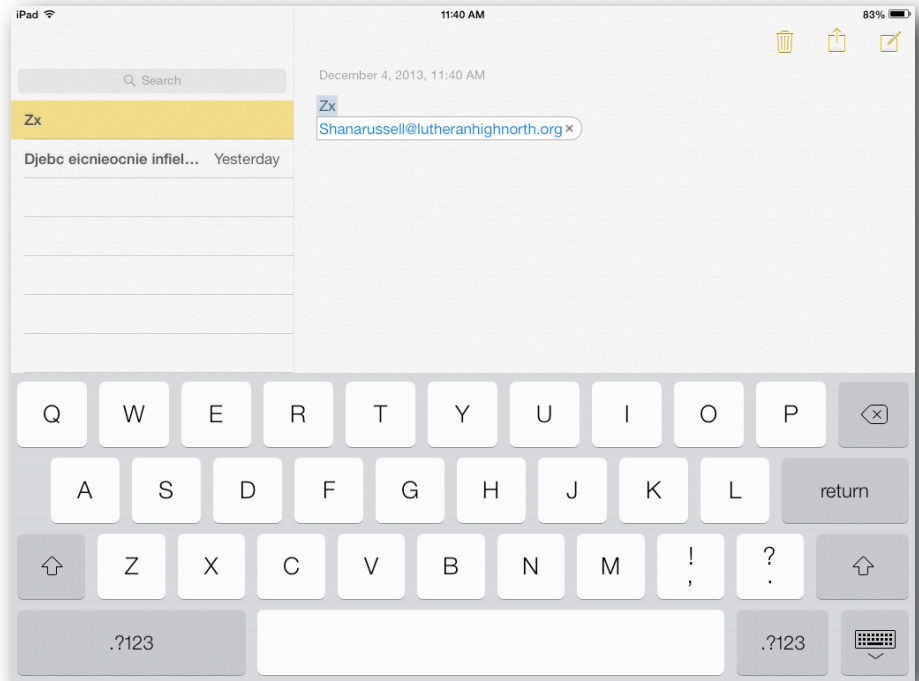 iPad 11:40 AM 83%
Search
December 4, 2013, 11:40 AM
Zx
Zx
Shanarussell@lutheranhighnorth.org ×
Djebc eicnieocnie infiel... Yesterday
Q W E R T Y U I O P
A S D F G H J K L return
Z X C V B N M ! , ? .
.?123 .?123